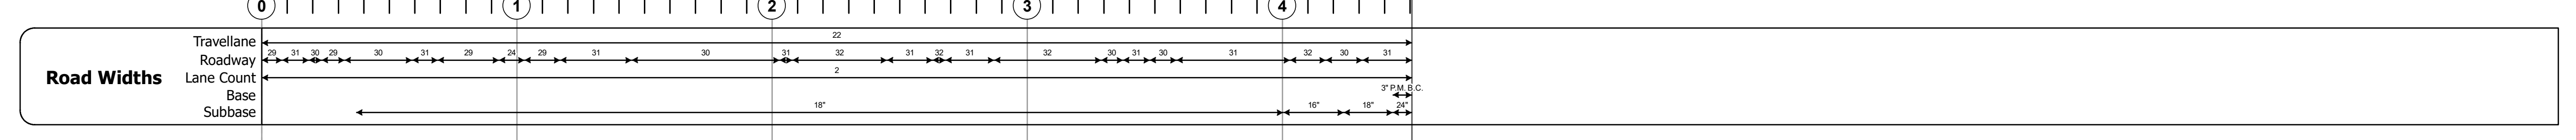 0 1 2 3 4
Road Widths
Travellane 22
Roadway 29 31 30 29 30 31 29 24 29 31 30 31 32 31 32 31 32 30 31 30 31 32 30 31
Lane Count 2
Base 3" P.M. B.C.
Subbase 18" 16" 18" 24"